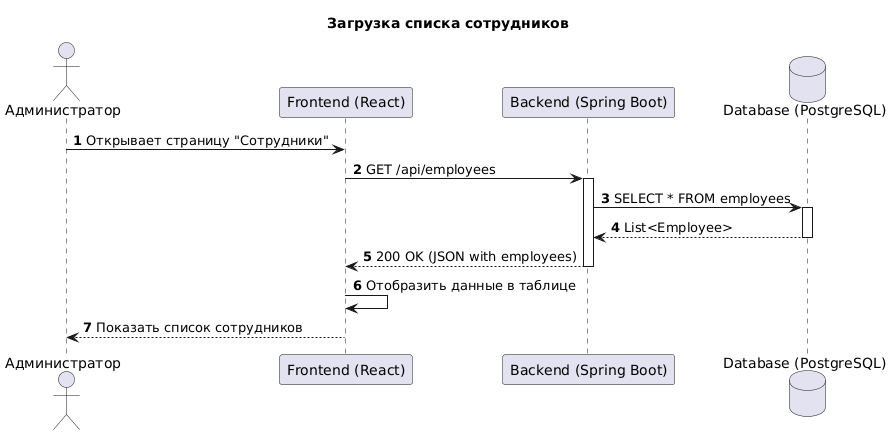 Загрузка списка сотрудников
Администратор
Frontend (React)
Backend (Spring Boot)
Database (PostgreSQL)
1 Открывает страницу "Сотрудники"
2 GET /api/employees
3 SELECT * FROM employees
4 List<Employee>
5 200 OK (JSON with employees)
6 Отобразить данные в таблице
7 Показать список сотрудников
Администратор
Frontend (React)
Backend (Spring Boot)
Database (PostgreSQL)